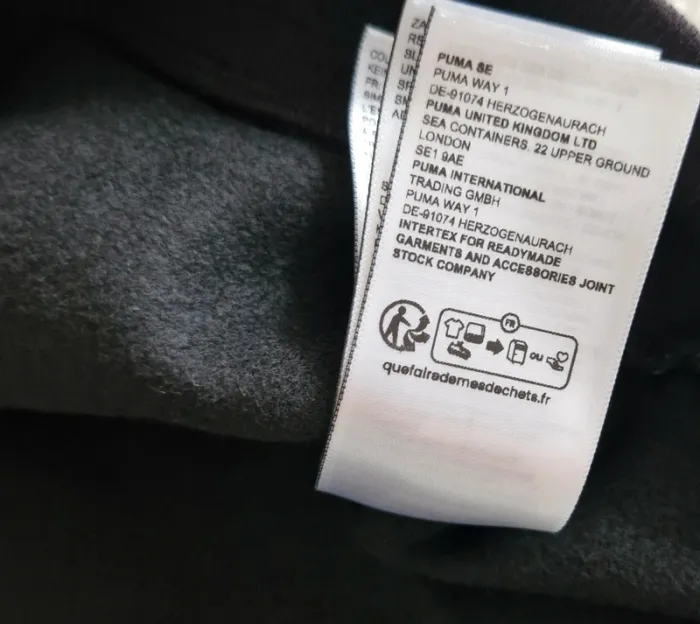 PUMA SE
PUMA WAY 1
DE-91074 HERZOGENAURACH
PUMA UNITED KINGDOM LTD
SEA CONTAINERS. 22 UPPER GROUND
LONDON
SE1 9AE
PUMA INTERNATIONAL
TRADING GMBH
PUMA WAY 1
DE-91074 HERZOGENAURACH
INTERTEX FOR READYMADE
GARMENTS AND ACCESSORIES JOINT
STOCK COMPANY
FR
OU
quefairedemesdechets.fr